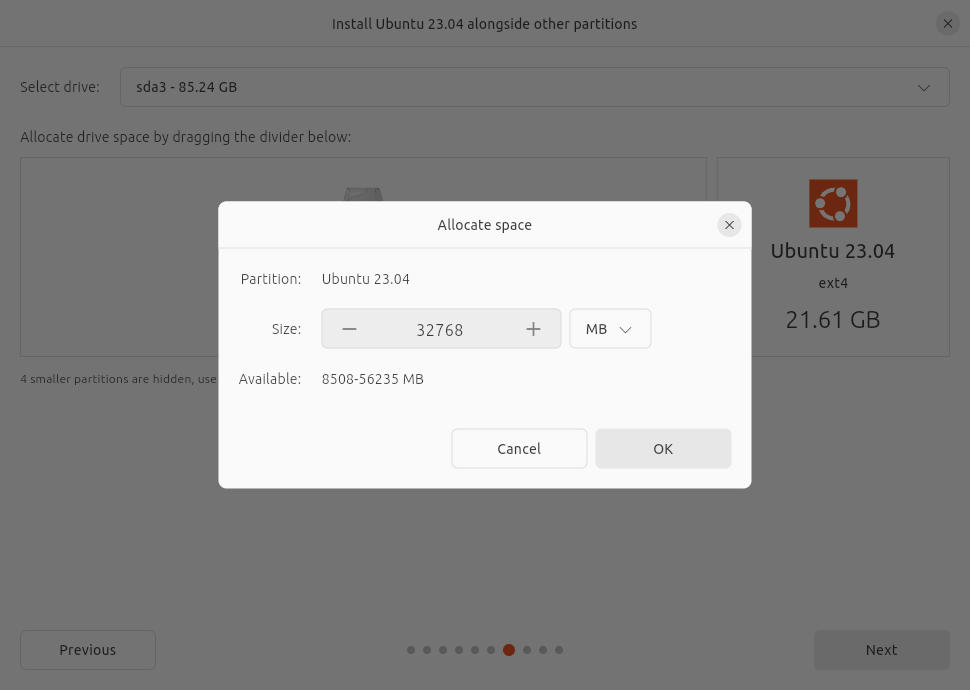 Install Ubuntu 23.04 alongside other partitions
Select drive:
sda3 - 85.24 GB
Allocate drive space by dragging the divider below:
Ubuntu 23.04
ext4
21.61 GB
4 smaller partitions are hidden, use
Allocate space
Partition: Ubuntu 23.04
Size: 32768 MB
Available: 8508-56235 MB
Cancel OK
Previous Next